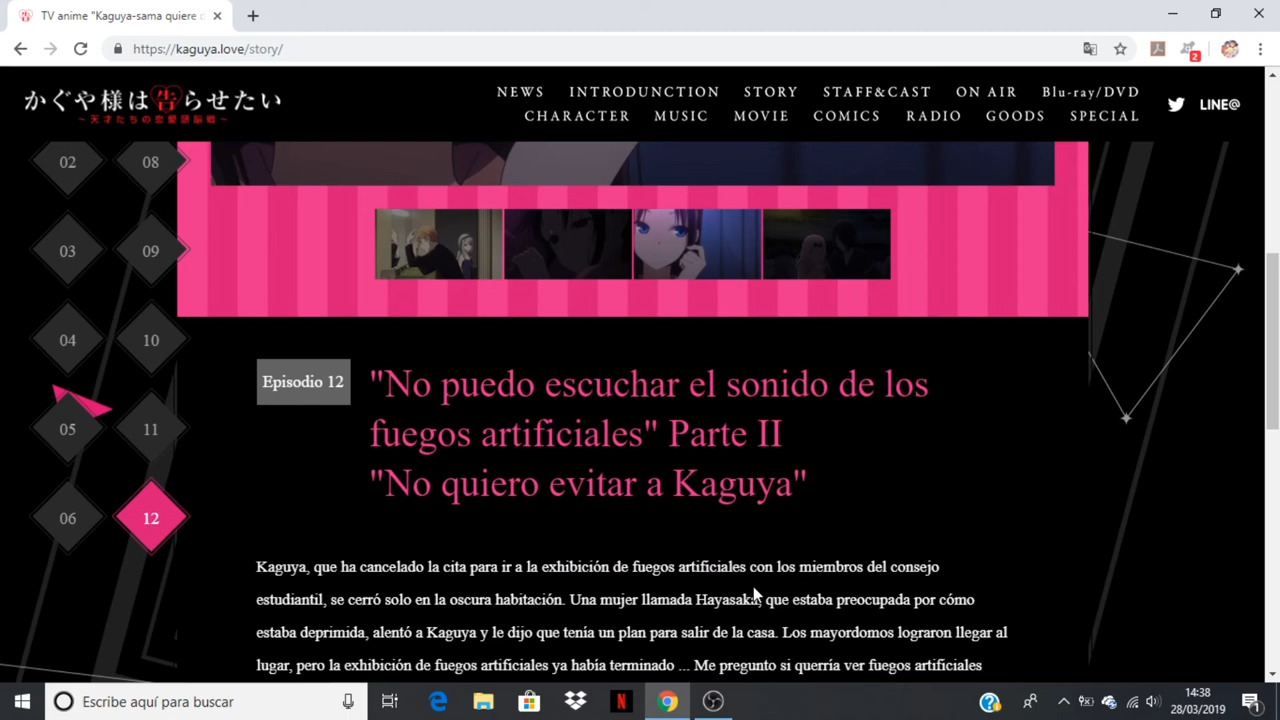 TV anime "Kaguya-sama quiere d
https://kaguya.love/story/
2
かぐや様は告らせたい
~天才たちの恋愛頭脳戦~
NEWS INTRODUNCTION STORY STAFF&CAST ON AIR Blu-ray/DVD
CHARACTER MUSIC MOVIE COMICS RADIO GOODS SPECIAL
LINE@
02 08
03 09
04 10
05 11
06 12
Episodio 12
"No puedo escuchar el sonido de los
fuegos artificiales" Parte II
"No quiero evitar a Kaguya"
Kaguya, que ha cancelado la cita para ir a la exhibición de fuegos artificiales con los miembros del consejo
estudiantil, se cerró solo en la oscura habitación. Una mujer llamada Hayasaka, que estaba preocupada por cómo
estaba deprimida, alentó a Kaguya y le dijo que tenía un plan para salir de la casa. Los mayordomos lograron llegar al
lugar, pero la exhibición de fuegos artificiales ya había terminado ... Me pregunto si querría ver fuegos artificiales
Escribe aquí para buscar
14:38
28/03/2019
1